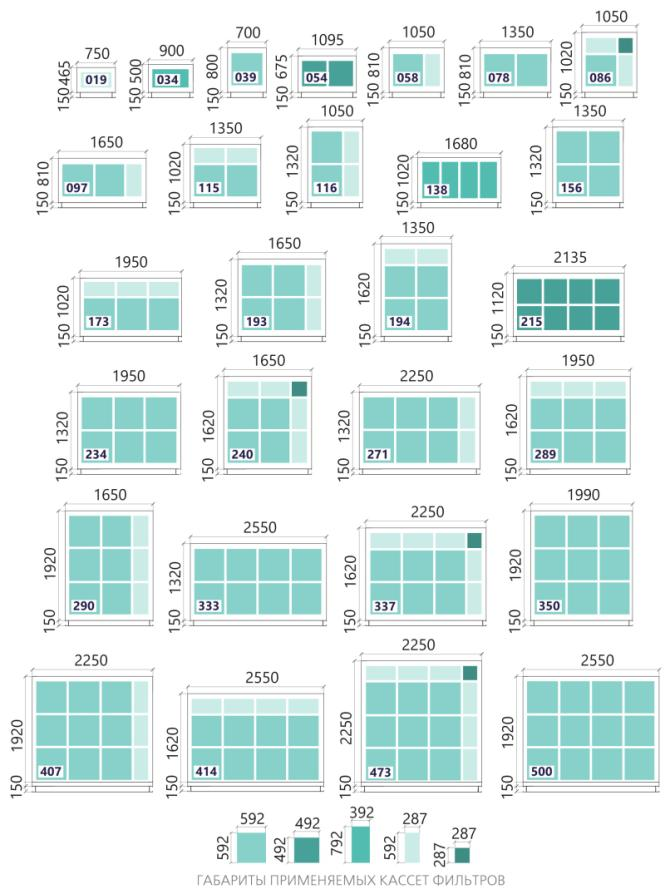 750 900 700 1095 1050 1350 1050
150 465 019 150 500 034 150 800 039 150 675 054 150 810 058 150 810 078 150 1020 086
1650 1350 1050 1680 1350
150 810 097 150 1020 115 150 1320 116 150 1020 138 150 1320 156
1950 1650 1350 2135
150 1020 173 150 1320 193 150 1620 194 150 1120 215
1950 1650 2250 1950
150 1320 234 150 1620 240 150 1320 271 150 1620 289
1650 2550 2250 1990
150 1920 290 150 1320 333 150 1620 337 150 1920 350
2250 2550 2250 2550
150 1920 407 150 1620 414 150 2250 473 150 1920 500
592 492 392 287 287
592 492 792 592 287
ГАБАРИТЫ ПРИМЕНЯЕМЫХ КАССЕТ ФИЛЬТРОВ